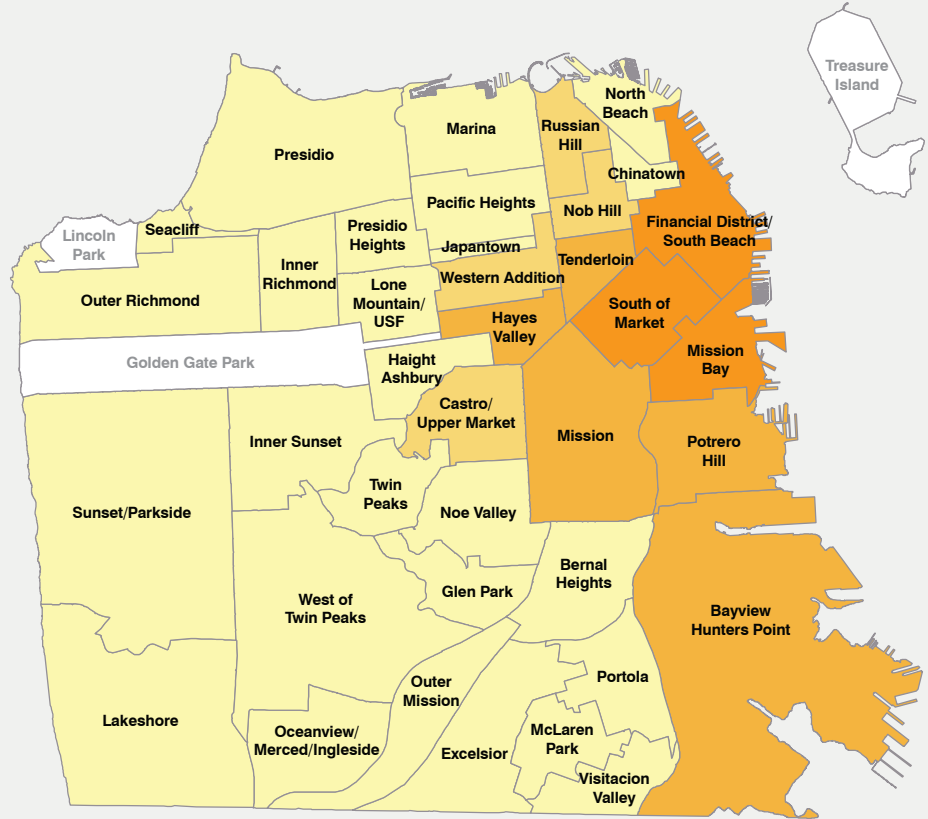 Treasure
Island
North
Beach
Marina
Russian
Hill
Presidio
Chinatown
Pacific Heights
Nob Hill
Seacliff
Lincoln
Park
Presidio
Heights
Financial District/
South Beach
Japantown
Tenderloin
Inner
Richmond
Western Addition
Outer Richmond
Lone
Mountain/
USF
South of
Market
Hayes
Valley
Golden Gate Park
Haight
Ashbury
Mission
Bay
Castro/
Upper Market
Inner Sunset
Mission
Potrero
Hill
Twin
Peaks
Sunset/Parkside
Noe Valley
Bernal
Heights
Glen Park
West of
Twin Peaks
Bayview
Hunters Point
Portola
Outer
Mission
Lakeshore
Oceanview/
Merced/Ingleside
McLaren
Park
Excelsior
Visitacion
Valley